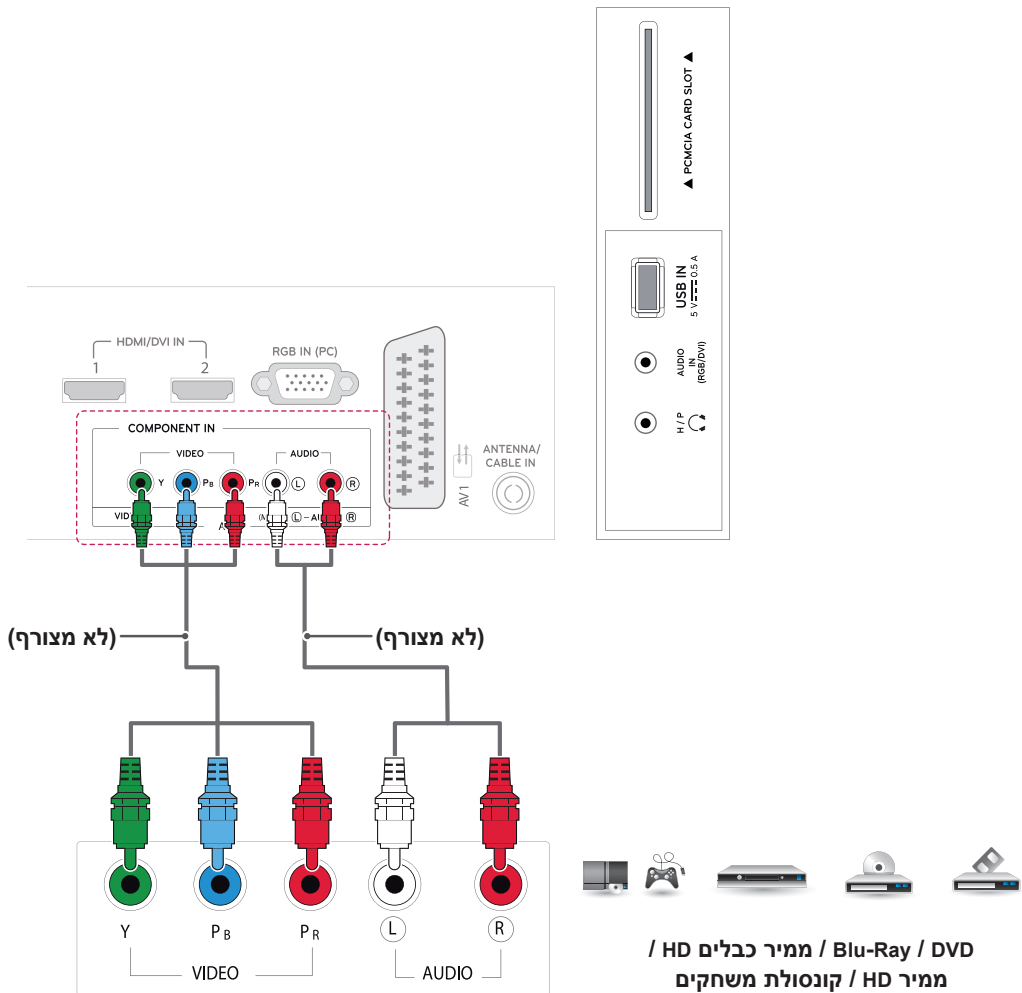 ▲ PCMCIA CARD SLOT ▲
USB IN
5 V 0.5 A
AUDIO
IN
(RGB/DVI)
H / P
HDMI/DVI IN
1 2
RGB IN (PC)
COMPONENT IN
VIDEO AUDIO
Y PB PR L R
L R
AV1
ANTENNA/
CABLE IN
(לא מצורף)
(לא מצורף)
Y PB PR L R
VIDEO AUDIO
DVD / Blu-Ray / ממיר כבלים HD /
ממיר HD / קונסולת משחקים